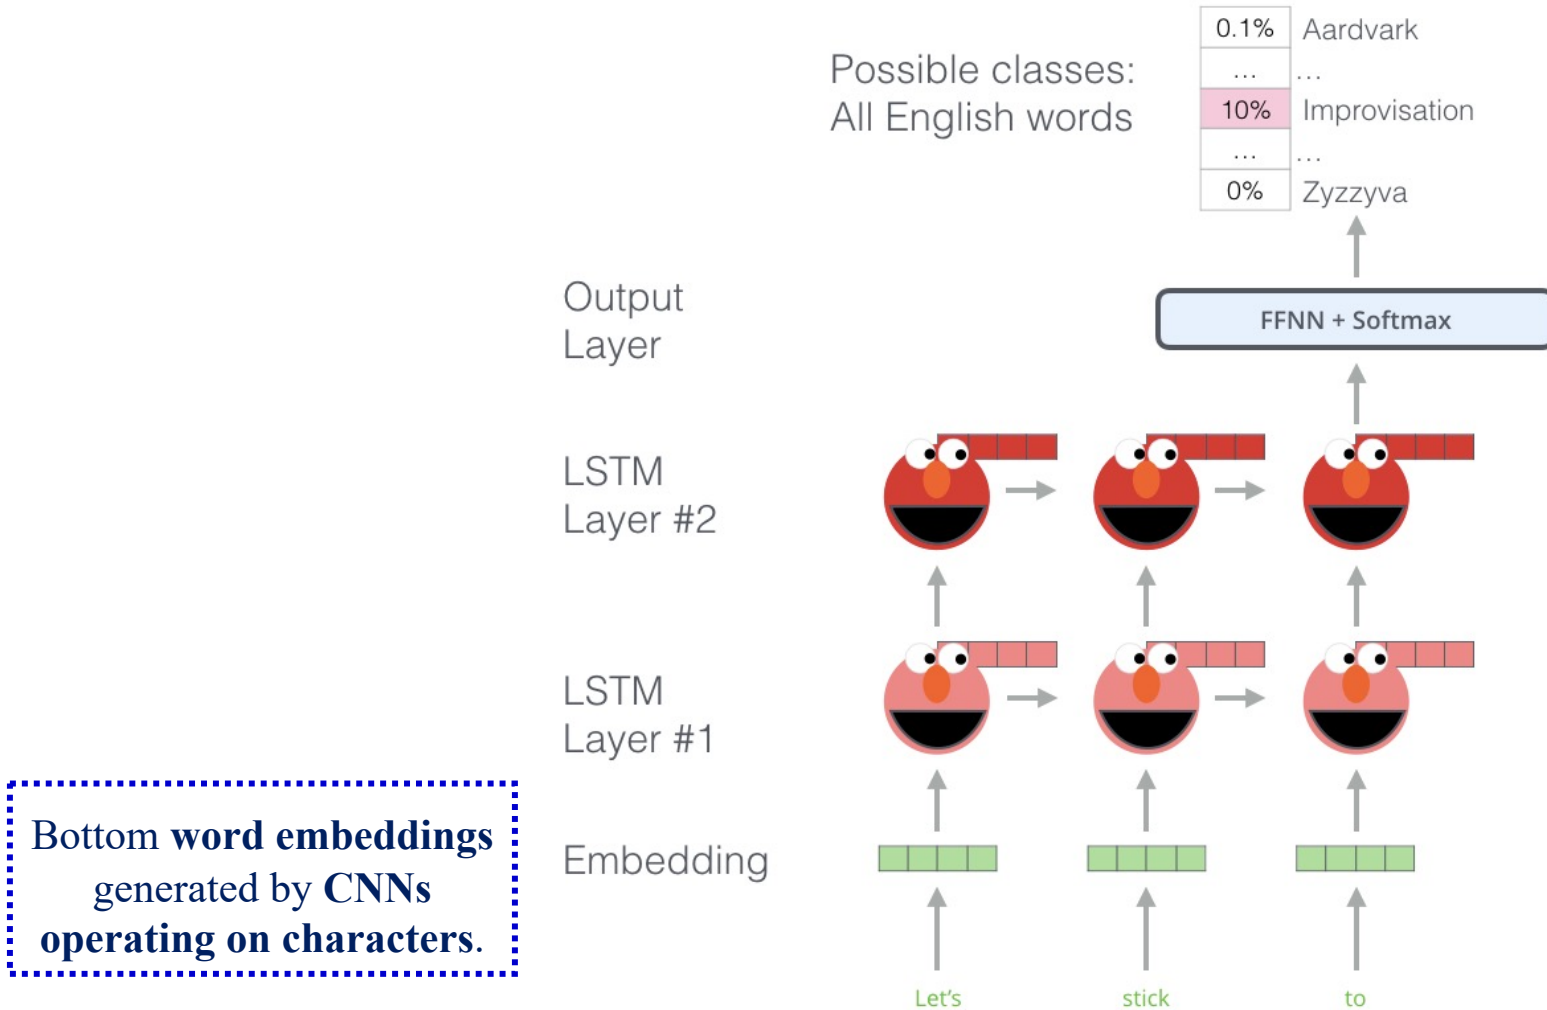 0.1% Aardvark
... ...
Possible classes:
All English words
10% Improvisation
... ...
0% Zyzzyva
Output
Layer
FFNN + Softmax
LSTM
Layer #2
LSTM
Layer #1
Bottom word embeddings
generated by CNNs
operating on characters.
Embedding
Let's stick to